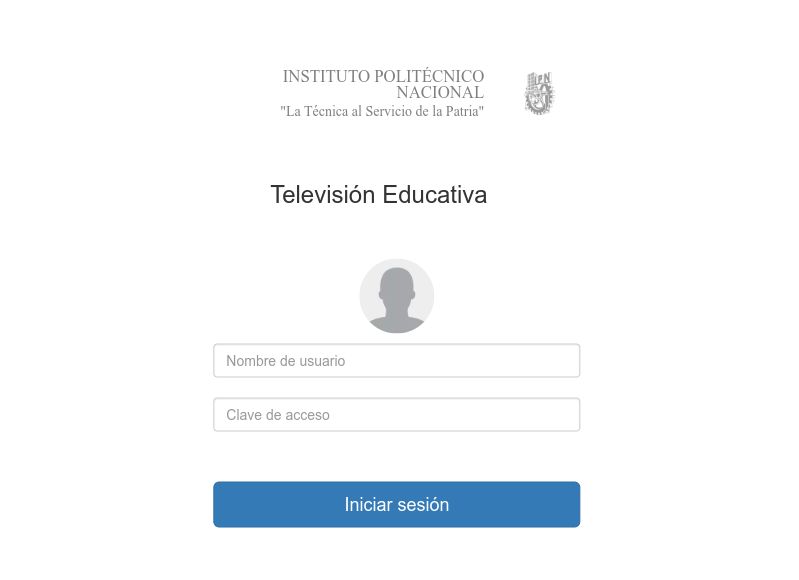 INSTITUTO POLITÉCNICO
NACIONAL
"La Técnica al Servicio de la Patria"
IPN
Televisión Educativa
Nombre de usuario
Clave de acceso
Iniciar sesión